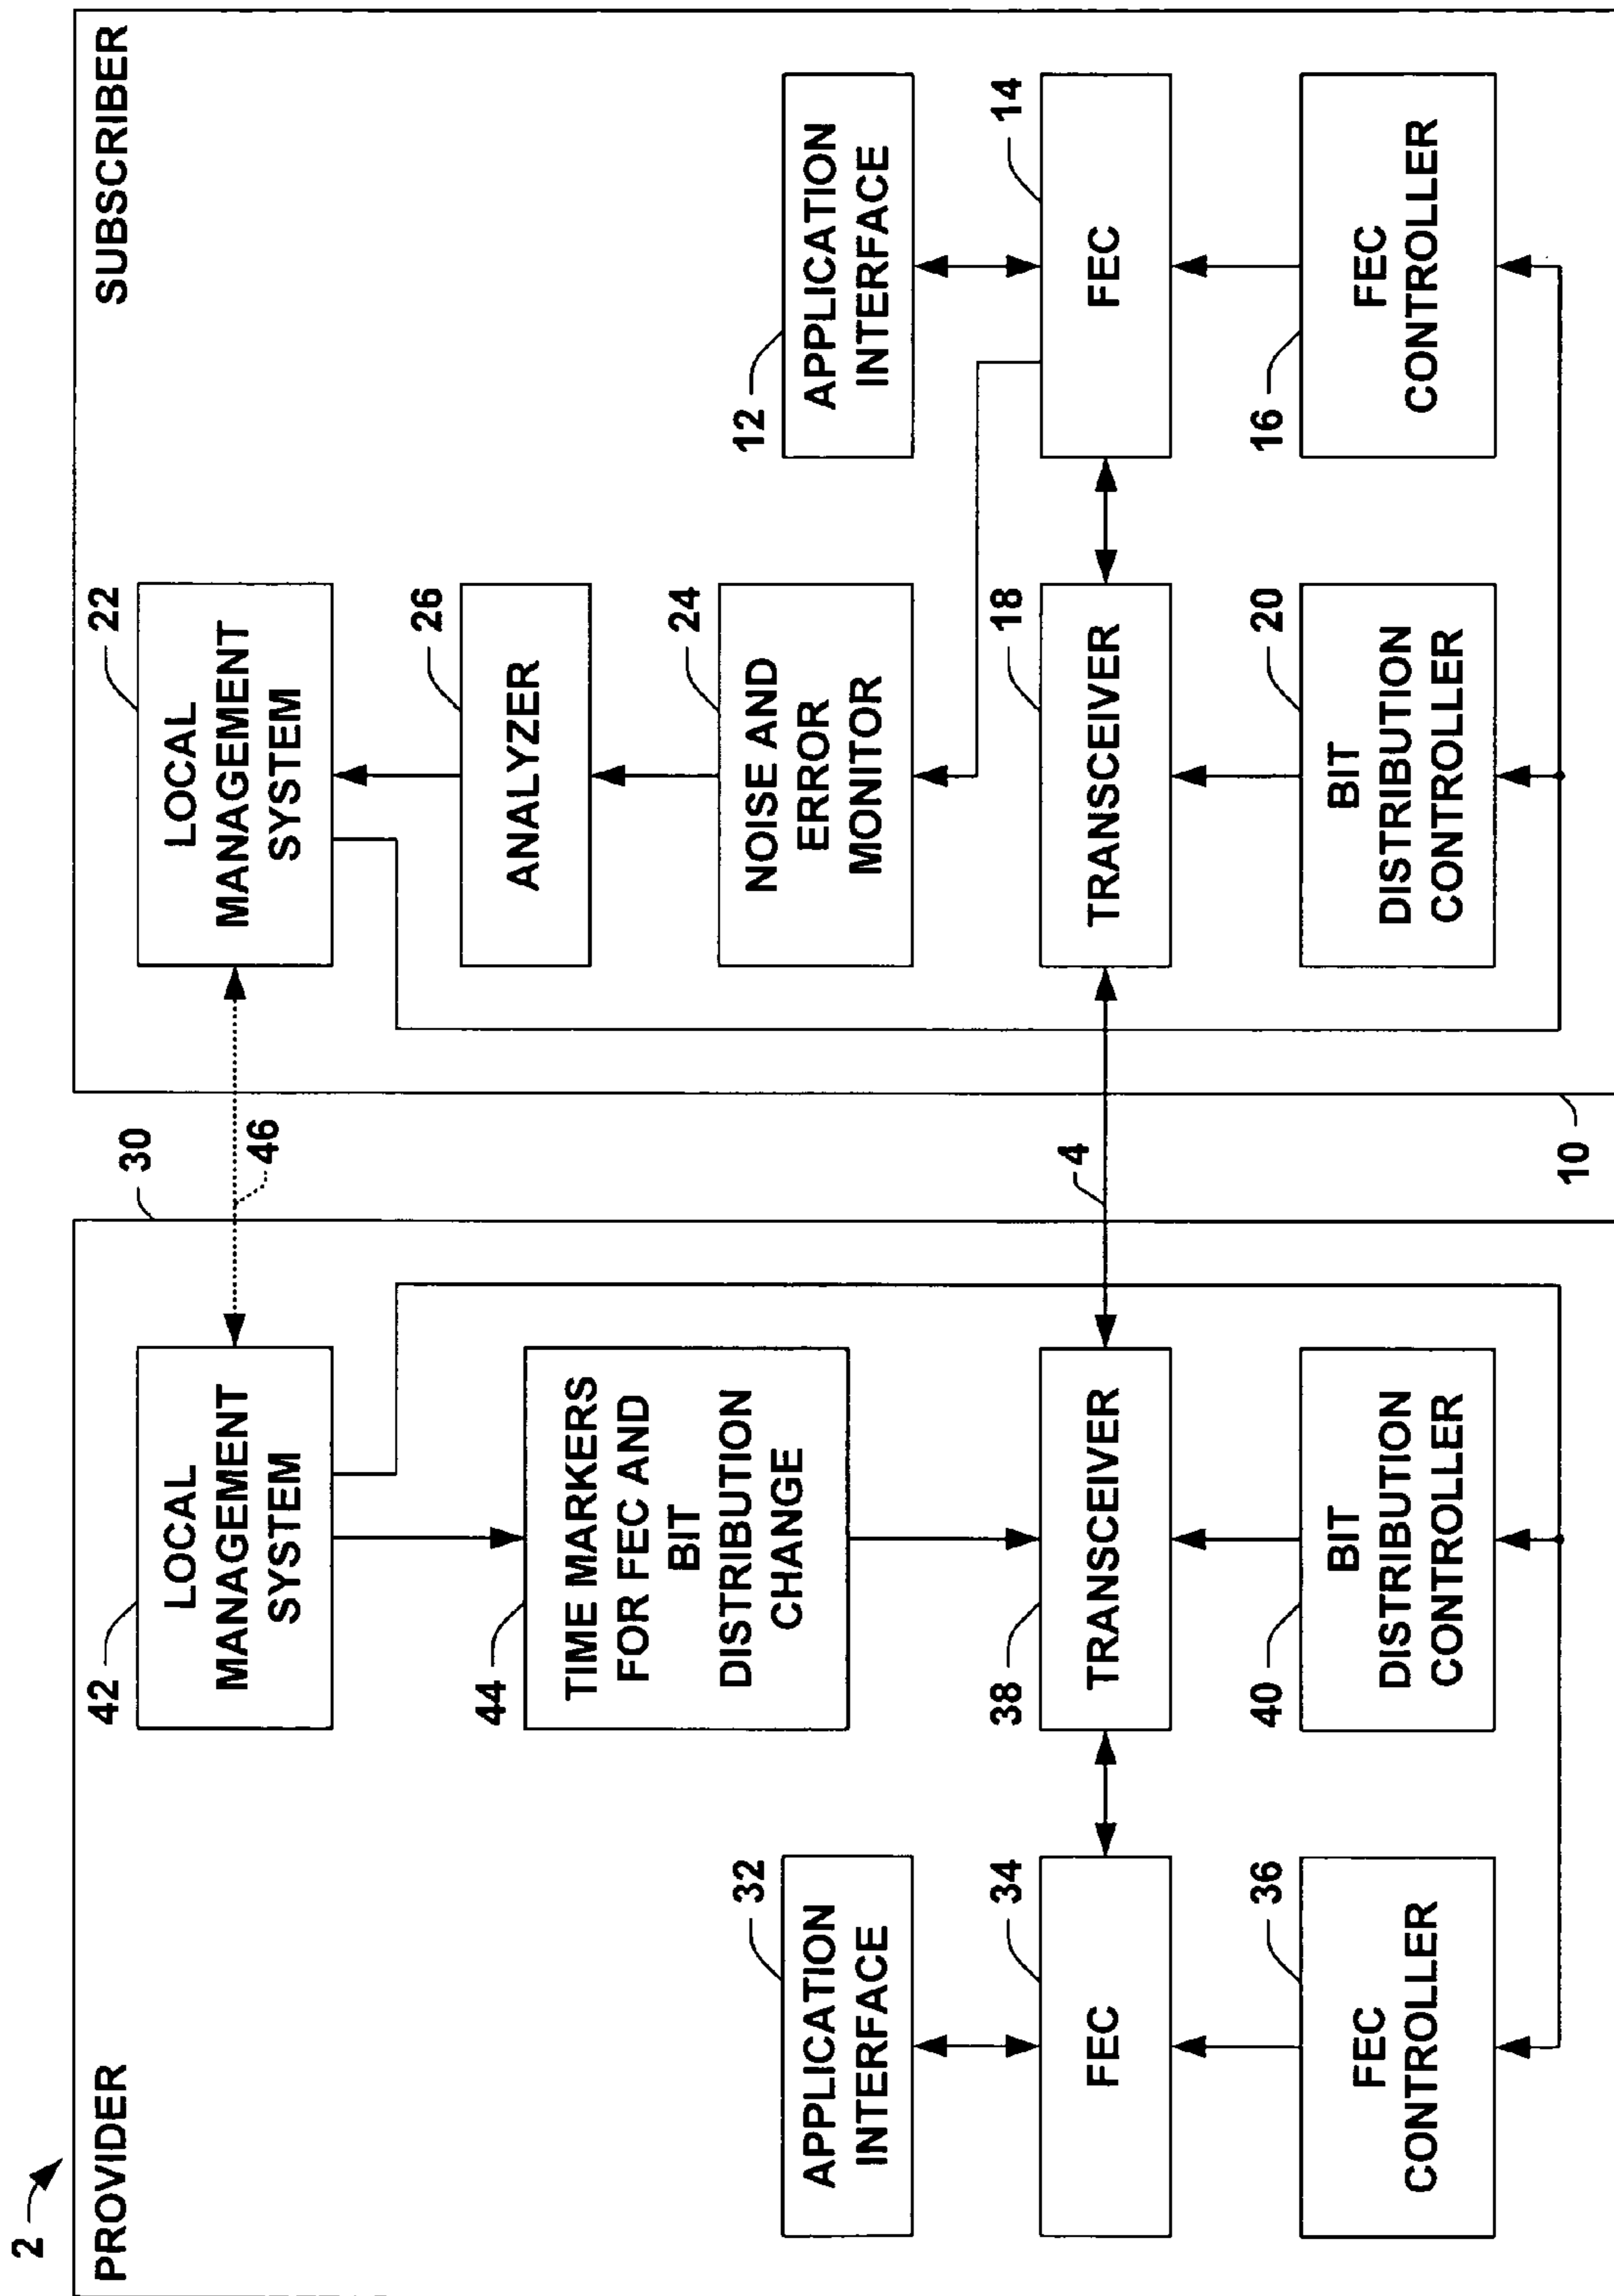 2
PROVIDER
30
42
LOCAL
MANAGEMENT
SYSTEM
44
TIME MARKERS
FOR FEC AND
BIT
DISTRIBUTION
CHANGE
32
APPLICATION
INTERFACE
34
FEC
38
TRANSCEIVER
36
FEC
CONTROLLER
40
BIT
DISTRIBUTION
CONTROLLER
46
4
SUBSCRIBER
10
22
LOCAL
MANAGEMENT
SYSTEM
26
ANALYZER
24
NOISE AND
ERROR
MONITOR
12
APPLICATION
INTERFACE
18
TRANSCEIVER
14
FEC
20
BIT
DISTRIBUTION
CONTROLLER
16
FEC
CONTROLLER